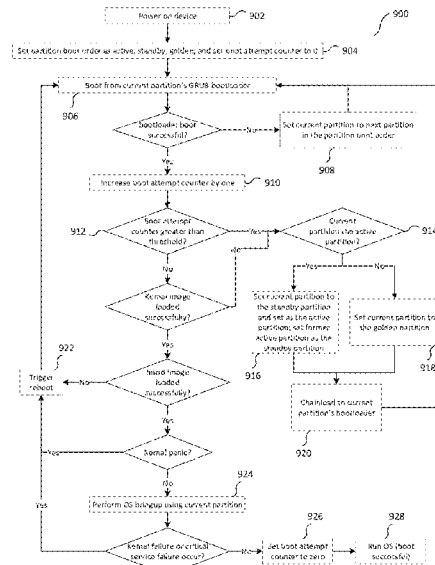 Power on device
902
900
Set partition boot order as active, standby, golden; and set boot attempt counter to 0
904
Boot from current partition's GRUB bootloader
906
Bootloader boot
successful?
No
Set current partition to next partition
in the partition boot order
908
Yes
Increase boot attempt counter by one
910
912
Boot attempt
counter greater than
threshold?
Yes
No
Current
partition the active
partition?
914
No
Kernel image
loaded
successfully?
Yes
No
Set current partition to
the standby partition
and set as the active
partition; set former
active partition as the
standby partition
916
Set current partition to
the golden partition
918
Yes
922
Trigger
reboot
No
image
loaded
successfully?
Chainload to current
partition's bootloader
920
Yes
Yes
Kernel panic?
No
924
Perform OS bringup using current partition
Yes
Kernel failure or critical
service failure occur?
No
926
Set boot attempt
counter to zero
928
Run OS (boot
successful)